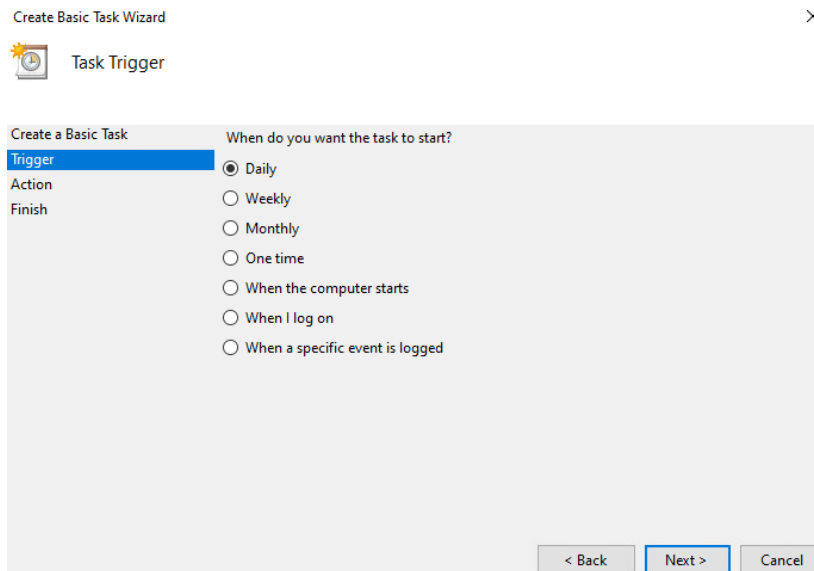 Create Basic Task Wizard
Task Trigger
Create a Basic Task
Trigger
Action
Finish
When do you want the task to start?
Daily
Weekly
Monthly
One time
When the computer starts
When I log on
When a specific event is logged
< Back
Next >
Cancel